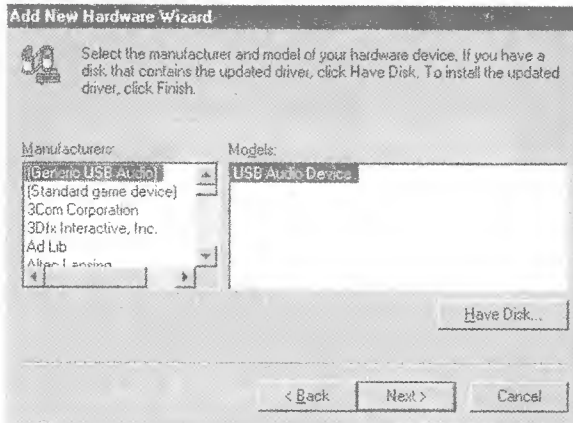 Add New Hardware Wizard
Select the manufacturer and model of your hardware device. If you have a
disk that contains the updated driver, click Have Disk. To install the updated
driver, click Finish.
Manufacturers:
Models:
(Generic USB Audio)
(Standard game device)
3Com Corporation
3Dfx Interactive, Inc.
Ad Lib
Altec Lansing
USB Audio Device
Have Disk...
< Back
Next >
Cancel